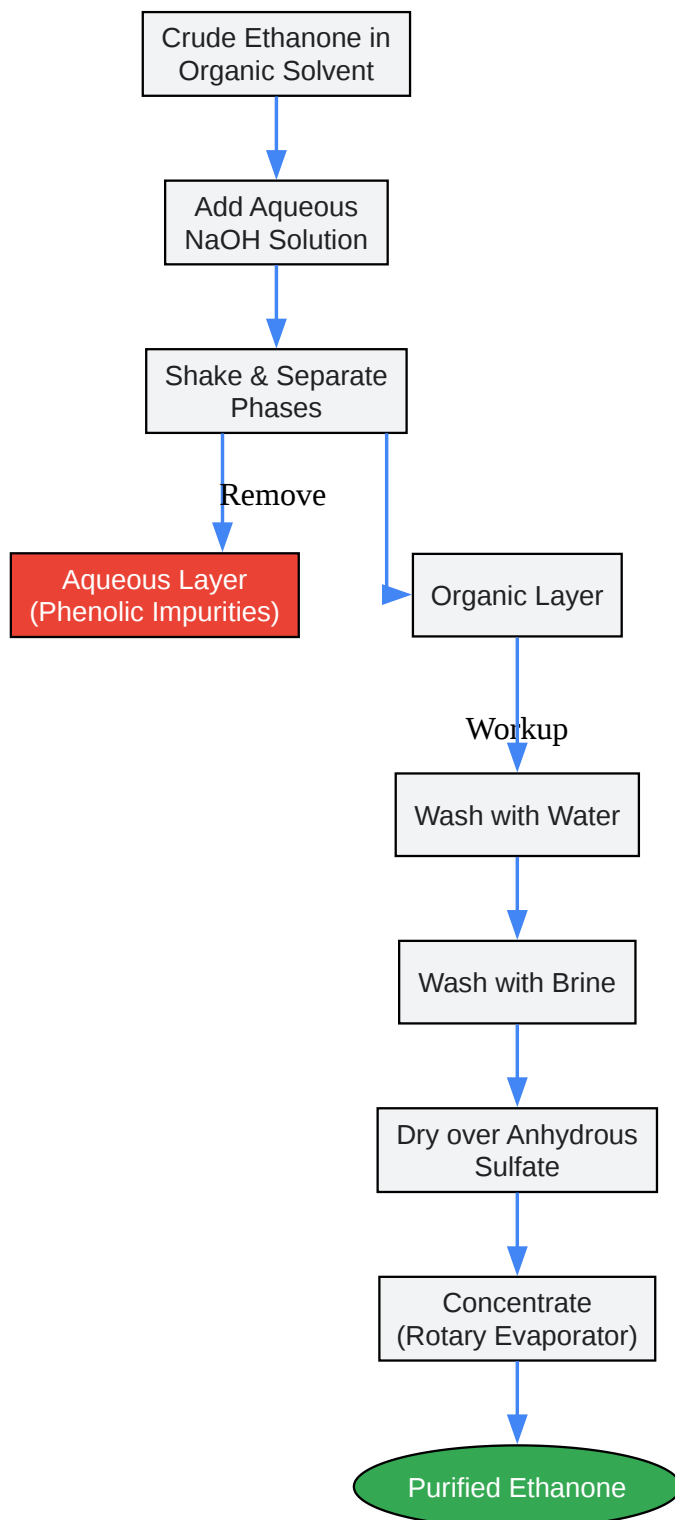 Crude Ethanone in
Organic Solvent
Add Aqueous
NaOH Solution
Shake & Separate
Phases
Remove
Aqueous Layer
(Phenolic Impurities)
Organic Layer
Workup
Wash with Water
Wash with Brine
Dry over Anhydrous
Sulfate
Concentrate
(Rotary Evaporator)
Purified Ethanone